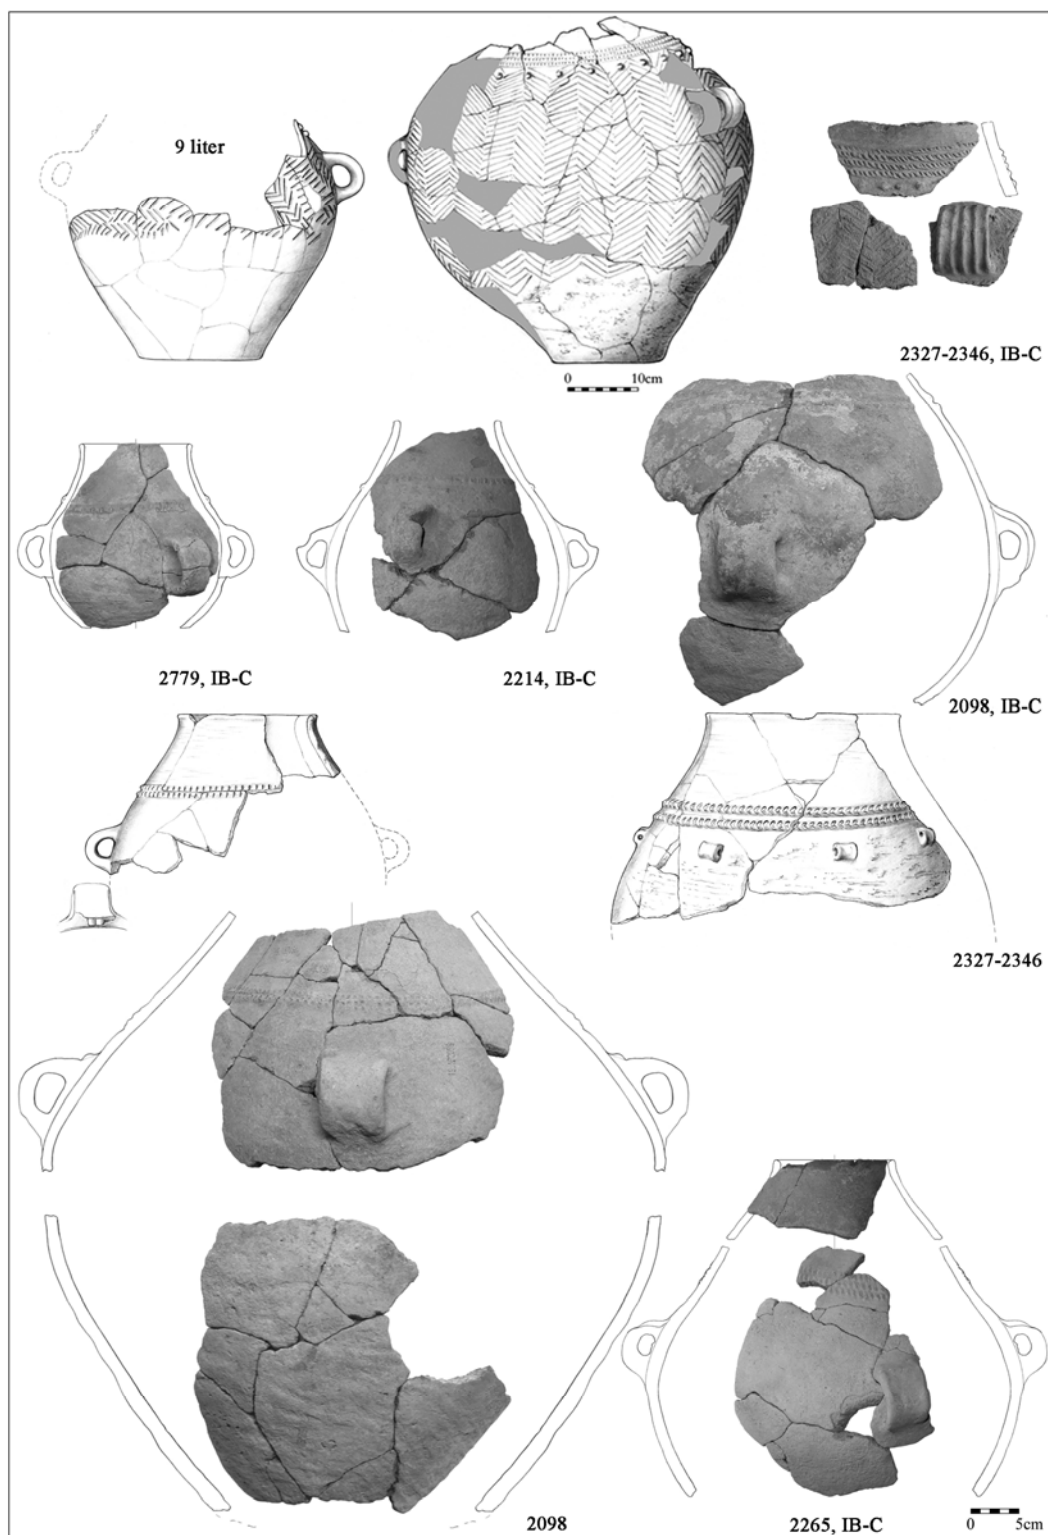 9 liter
0 10cm
2327-2346, IB-C
2779, IB-C
2214, IB-C
2098, IB-C
2327-2346
2098
2265, IB-C
0 5cm